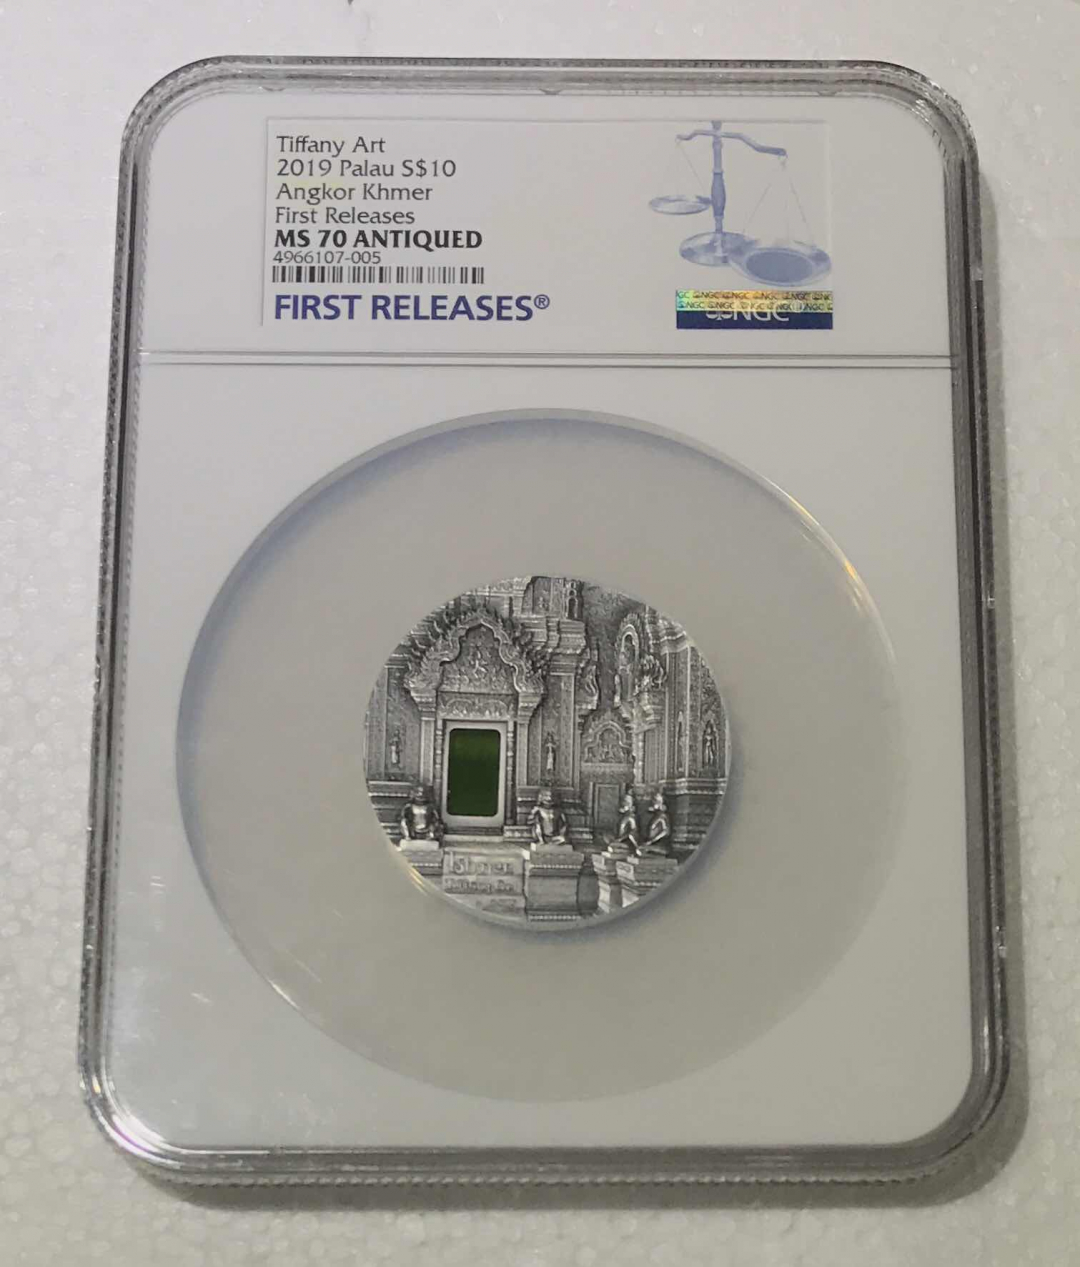 Tiffany Art
2019 Palau S$10
Angkor Khmer
First Releases
MS 70 ANTIQUED
4966107-005
FIRST RELEASES®
NGC